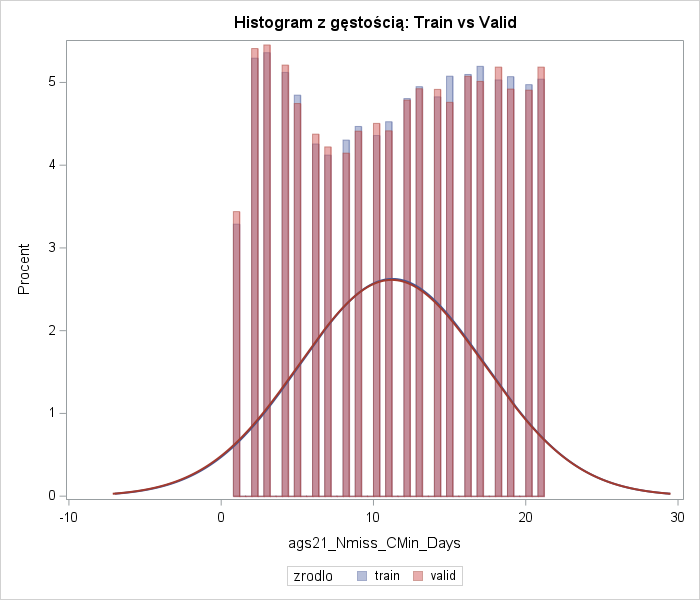 Histogram z gęstością: Train vs Valid
Procent
5
4
3
2
1
0
-10 0 10 20 30
ags21_Nmiss_CMin_Days
zrodlo train valid